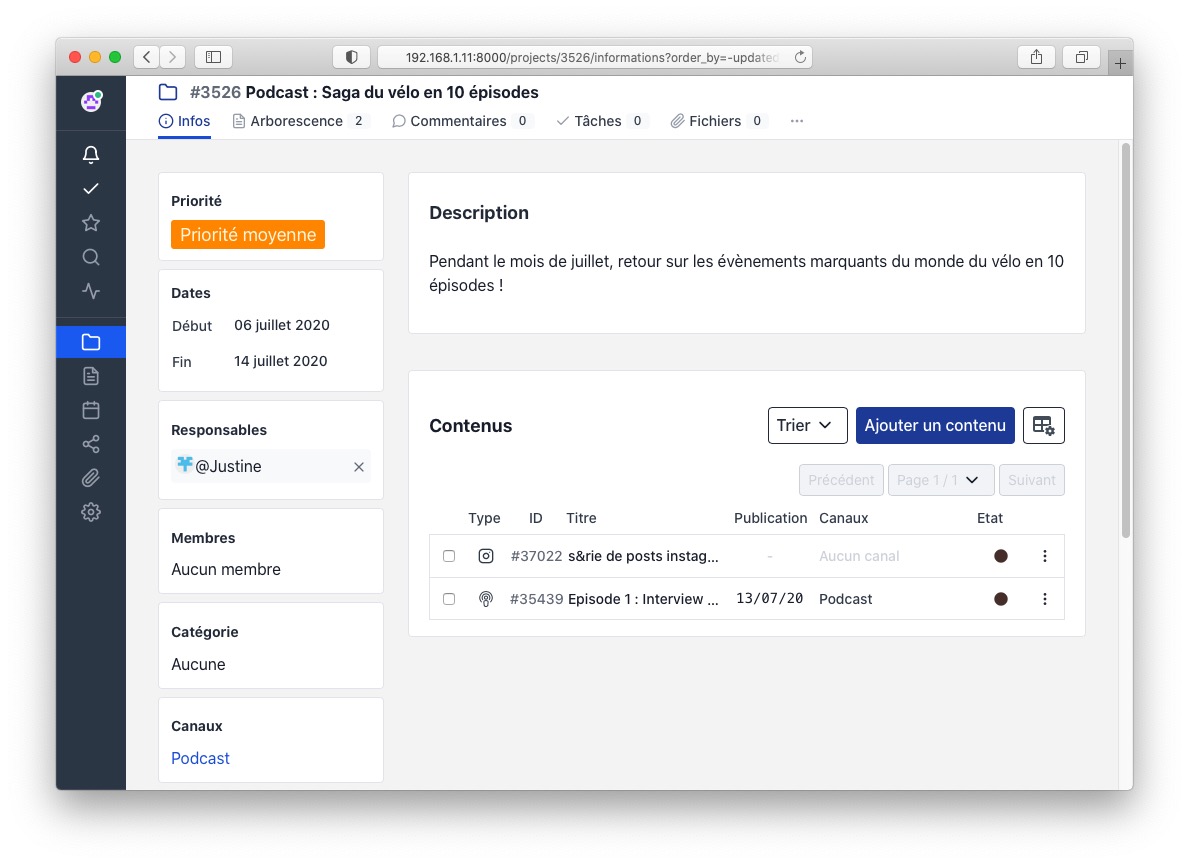 192.168.1.11:8000/projects/3526/informations?order_by=-updated
#3526 Podcast : Saga du vélo en 10 épisodes
Infos Arborescence 2 Commentaires 0 Tâches 0 Fichiers 0 ...
Priorité
Priorité moyenne
Dates
Début 06 juillet 2020
Fin 14 juillet 2020
Responsables
@Justine
Membres
Aucun membre
Catégorie
Aucune
Canaux
Podcast
Description
Pendant le mois de juillet, retour sur les évènements marquants du monde du vélo en 10
épisodes !
Contenus Trier Ajouter un contenu
Précédent Page 1 / 1 Suivant
Type ID Titre Publication Canaux Etat
#37022 s&rie de posts instag... - Aucun canal
#35439 Episode 1 : Interview ... 13/07/20 Podcast